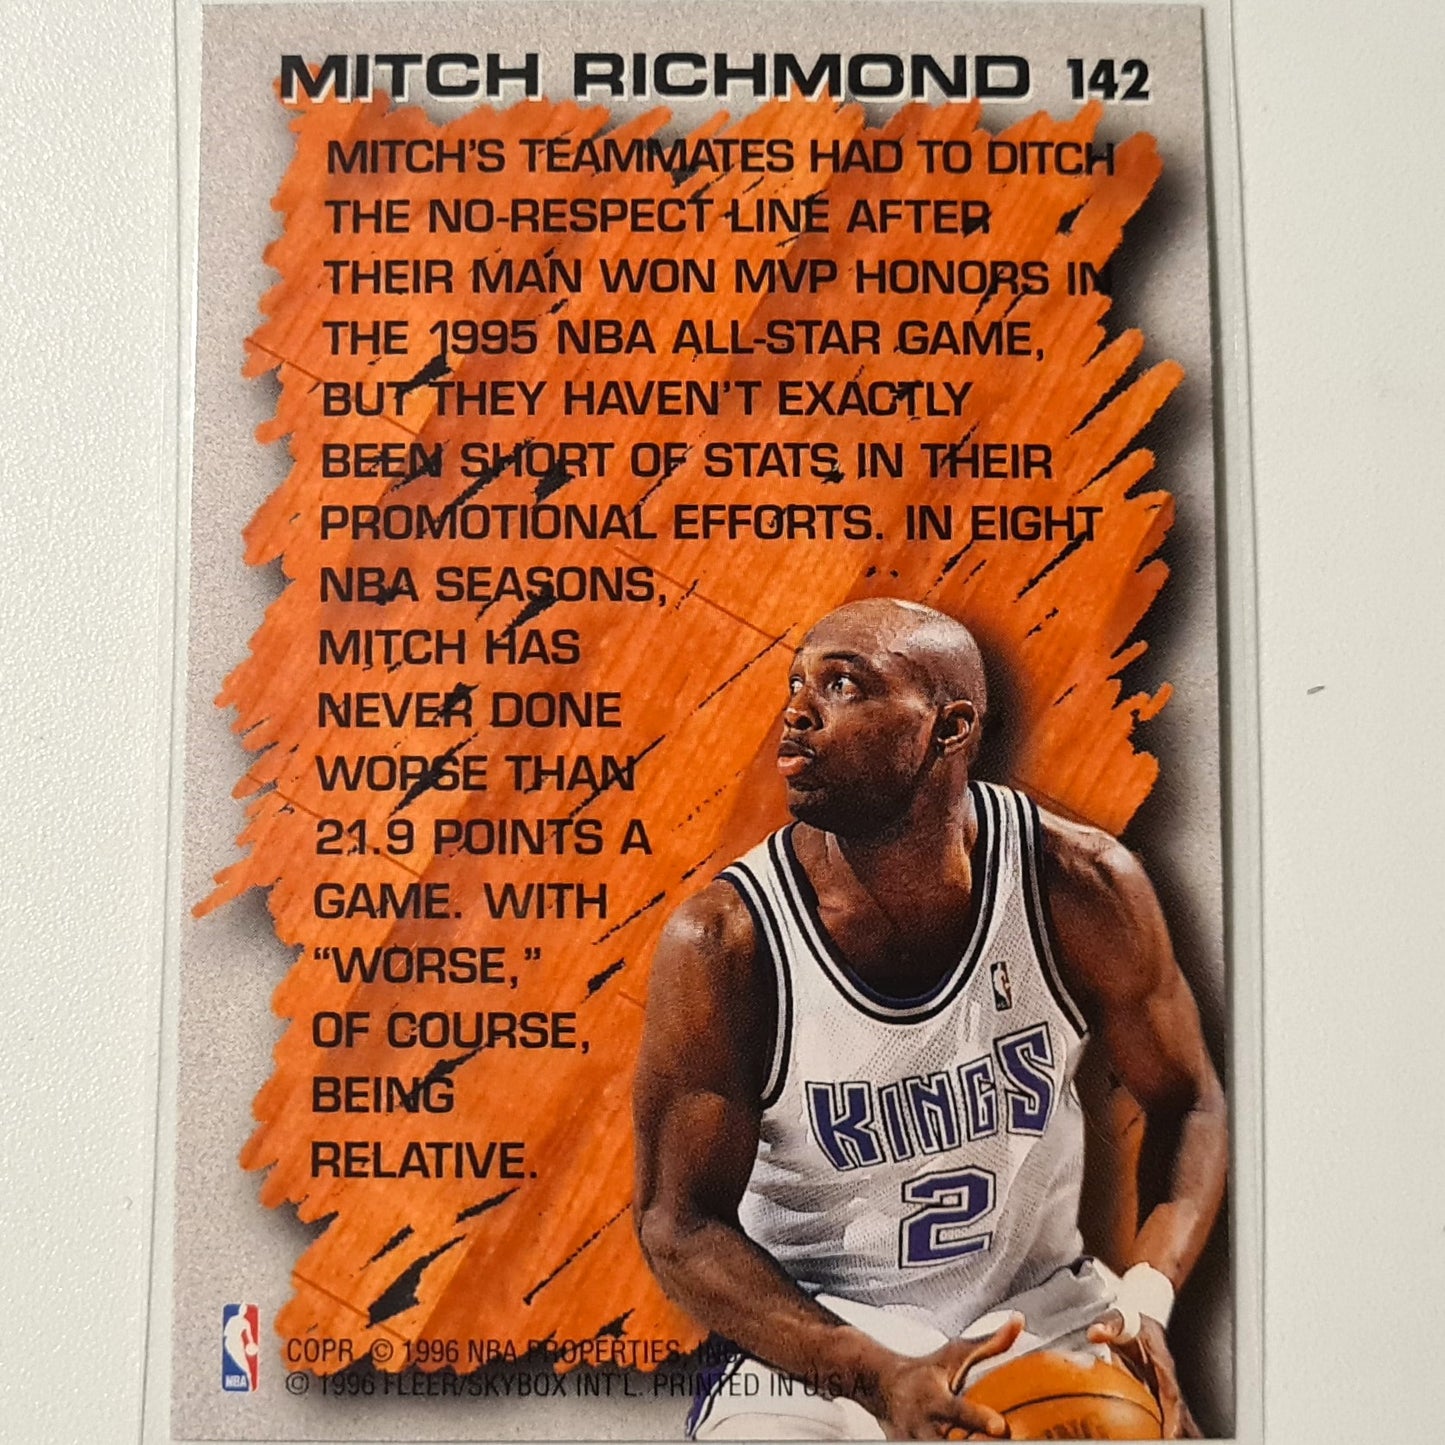 MITCH RICHMOND 142
MITCH'S TEAMMATES HAD TO DITCH
THE NO-RESPECT LINE AFTER
THEIR MAN WON MVP HONORS IN
THE 1995 NBA ALL-STAR GAME,
BUT THEY HAVEN'T EXACTLY
BEEN SHORT OF STATS IN THEIR
PROMOTIONAL EFFORTS. IN EIGHT
NBA SEASONS,
MITCH HAS
NEVER DONE
WORSE THAN
21.9 POINTS A
GAME. WITH
“WORSE,”
OF COURSE,
BEING
RELATIVE.
KINGS
2
NBA
COPR. © 1996 NBA PROPERTIES, INC.
© 1996 FLEER/SKYBOX INT'L. PRINTED IN U.S.A.